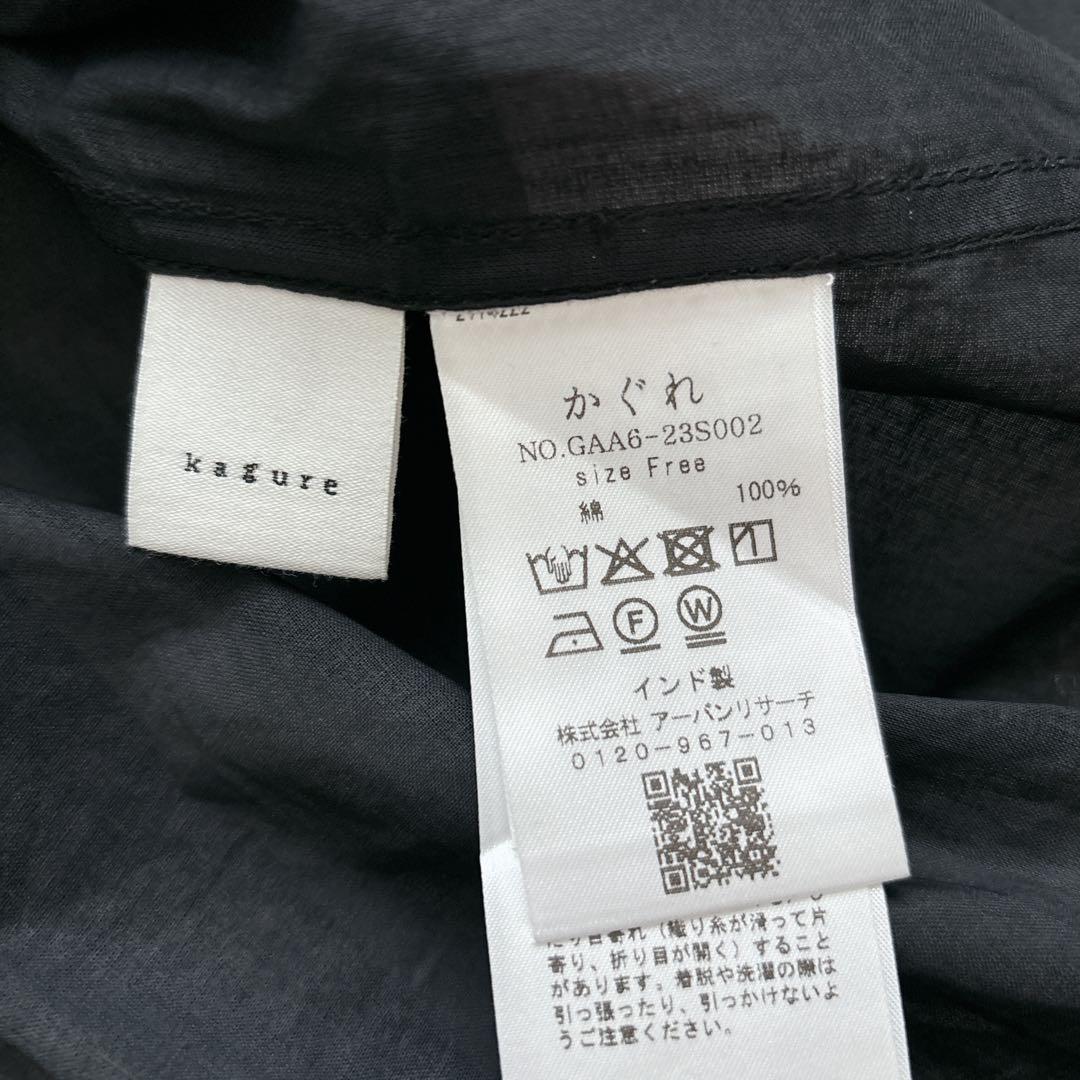 kagure
かぐれ
NO.GAA6-23S002
size Free
綿 100%
F W
インド製
株式会社 アーバンリサーチ
0120-967-013
寄れ（織り糸が滑って片
寄り、折り目が開く）すること
があります。着脱や洗濯の際は
引っ張ったり、引っかけないよ
うご注意ください。